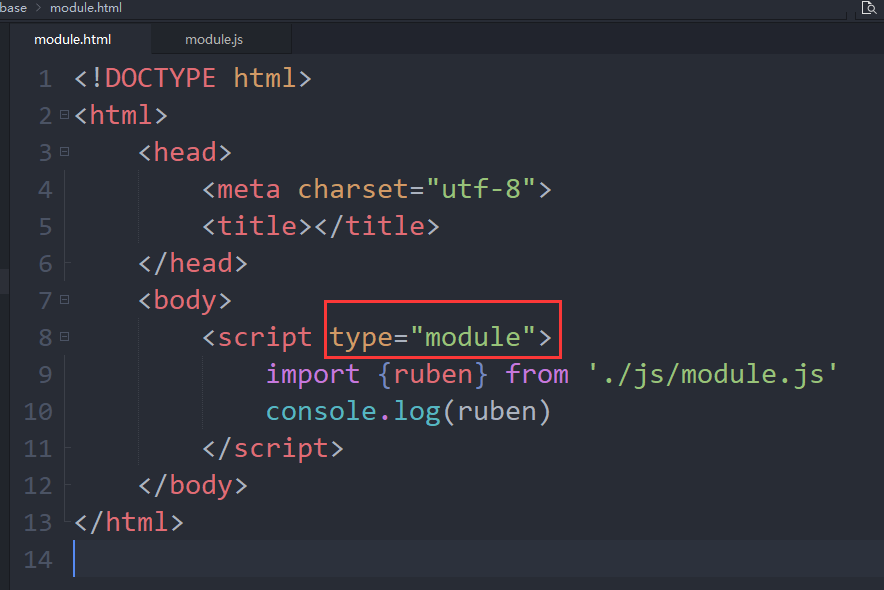 base > module.html
module.html module.js
1 <!DOCTYPE html>
2 <html>
3 <head>
4 <meta charset="utf-8">
5 <title></title>
6 </head>
7 <body>
8 <script type="module">
9 import {ruben} from './js/module.js'
10 console.log(ruben)
11 </script>
12 </body>
13 </html>
14